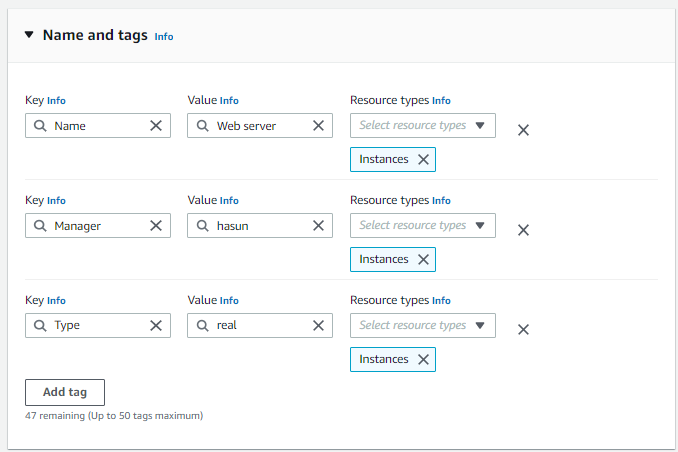 Name and tags Info
Key Info Value Info Resource types Info
Name Web server Select resource types
Instances
Key Info Value Info Resource types Info
Manager hasun Select resource types
Instances
Key Info Value Info Resource types Info
Type real Select resource types
Instances
Add tag
47 remaining (Up to 50 tags maximum)